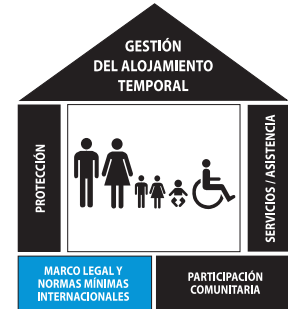 GESTIÓN
DEL ALOJAMIENTO
TEMPORAL
PROTECCIÓN
SERVICIOS / ASISTENCIA
MARCO LEGAL Y
NORMAS MÍNIMAS
INTERNACIONALES
PARTICIPACIÓN
COMUNITARIA